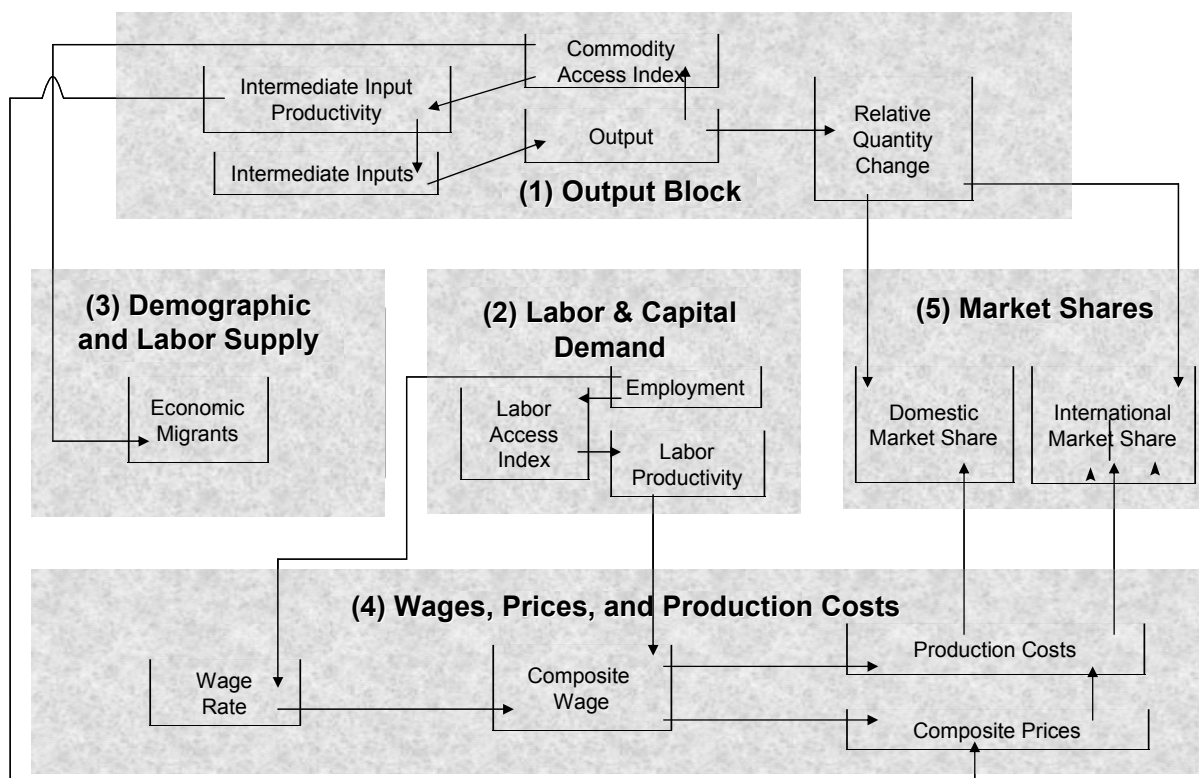 Commodity
Access Index
Intermediate Input
Productivity
Relative
Quantity
Change
Output
Intermediate Inputs
(1) Output Block
(3) Demographic
and Labor Supply
Economic
Migrants
(2) Labor & Capital
Demand
Employment
Labor
Access
Index
Labor
Productivity
(5) Market Shares
Domestic
Market Share
International
Market Share
(4) Wages, Prices, and Production Costs
Wage
Rate
Composite
Wage
Production Costs
Composite Prices